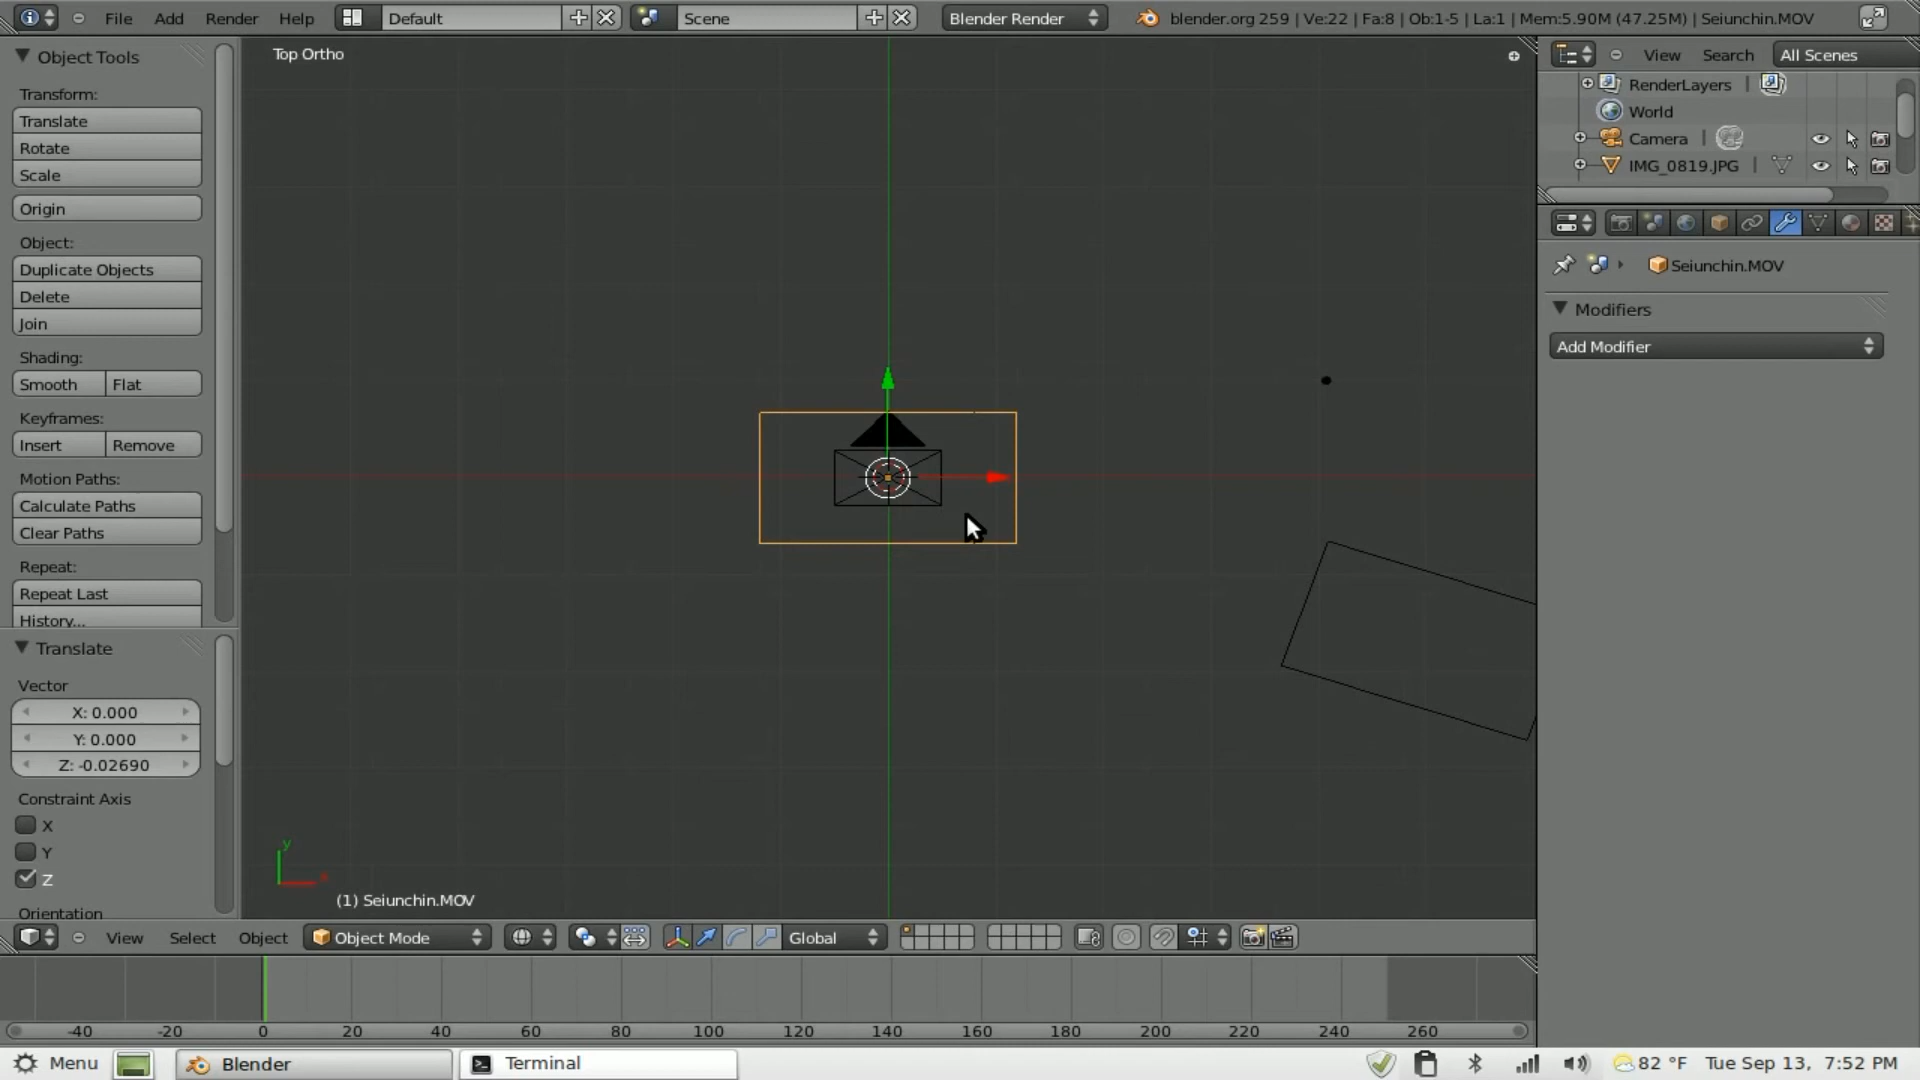 File Add Render Help Default Scene Blender Render blender.org 259 | Ve:22 | Fa:8 | Ob:1-5 | La:1 | Mem:5.90M (47.25M) | Seiunchin.MOV
Object Tools
Transform:
Translate
Rotate
Scale
Origin
Object:
Duplicate Objects
Delete
Join
Shading:
Smooth Flat
Keyframes:
Insert Remove
Motion Paths:
Calculate Paths
Clear Paths
Repeat:
Repeat Last
History...
Translate
Vector
X: 0.000
Y: 0.000
Z: -0.02690
Constraint Axis
X
Y
Z
Orientation
Top Ortho
y
(1) Seiunchin.MOV
View Select Object Object Mode Global
-40 -20 0 20 40 60 80 100 120 140 160 180 200 220 240 260
View Search All Scenes
RenderLayers |
World
Camera |
IMG_0819.JPG |
Seiunchin.MOV
Modifiers
Add Modifier
Menu Blender Terminal 82 °F Tue Sep 13, 7:52 PM